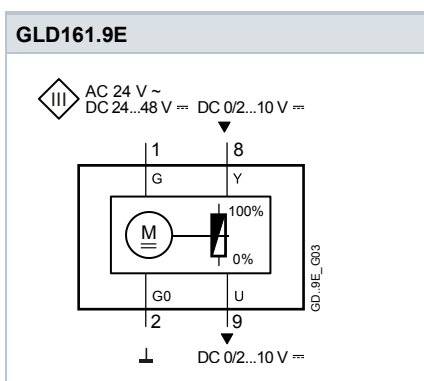 GLD161.9E
III
AC 24 V ~
DC 24...48 V ⎓ DC 0/2...10 V ⎓
1 8
G Y
100%
M
0%
G0 U
2 9
DC 0/2...10 V ⎓
GD..9E_G03